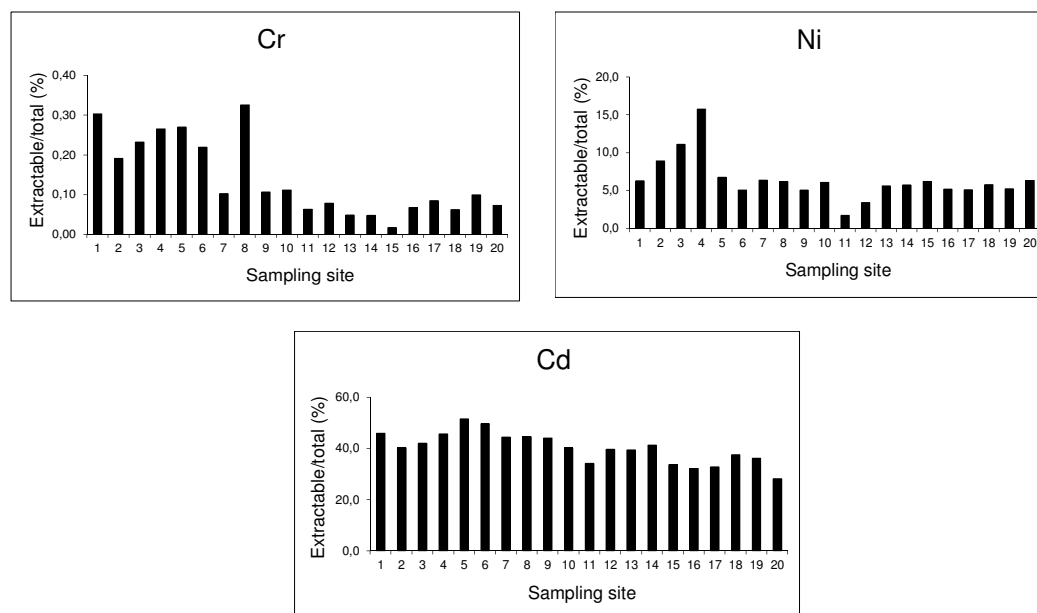 Cr
Extractable/total (%)
0,40
0,30
0,20
0,10
0,00
1 2 3 4 5 6 7 8 9 10 11 12 13 14 15 16 17 18 19 20
Sampling site
Ni
Extractable/total (%)
20,0
15,0
10,0
5,0
0,0
1 2 3 4 5 6 7 8 9 10 11 12 13 14 15 16 17 18 19 20
Sampling site
Cd
Extractable/total (%)
60,0
40,0
20,0
0,0
1 2 3 4 5 6 7 8 9 10 11 12 13 14 15 16 17 18 19 20
Sampling site